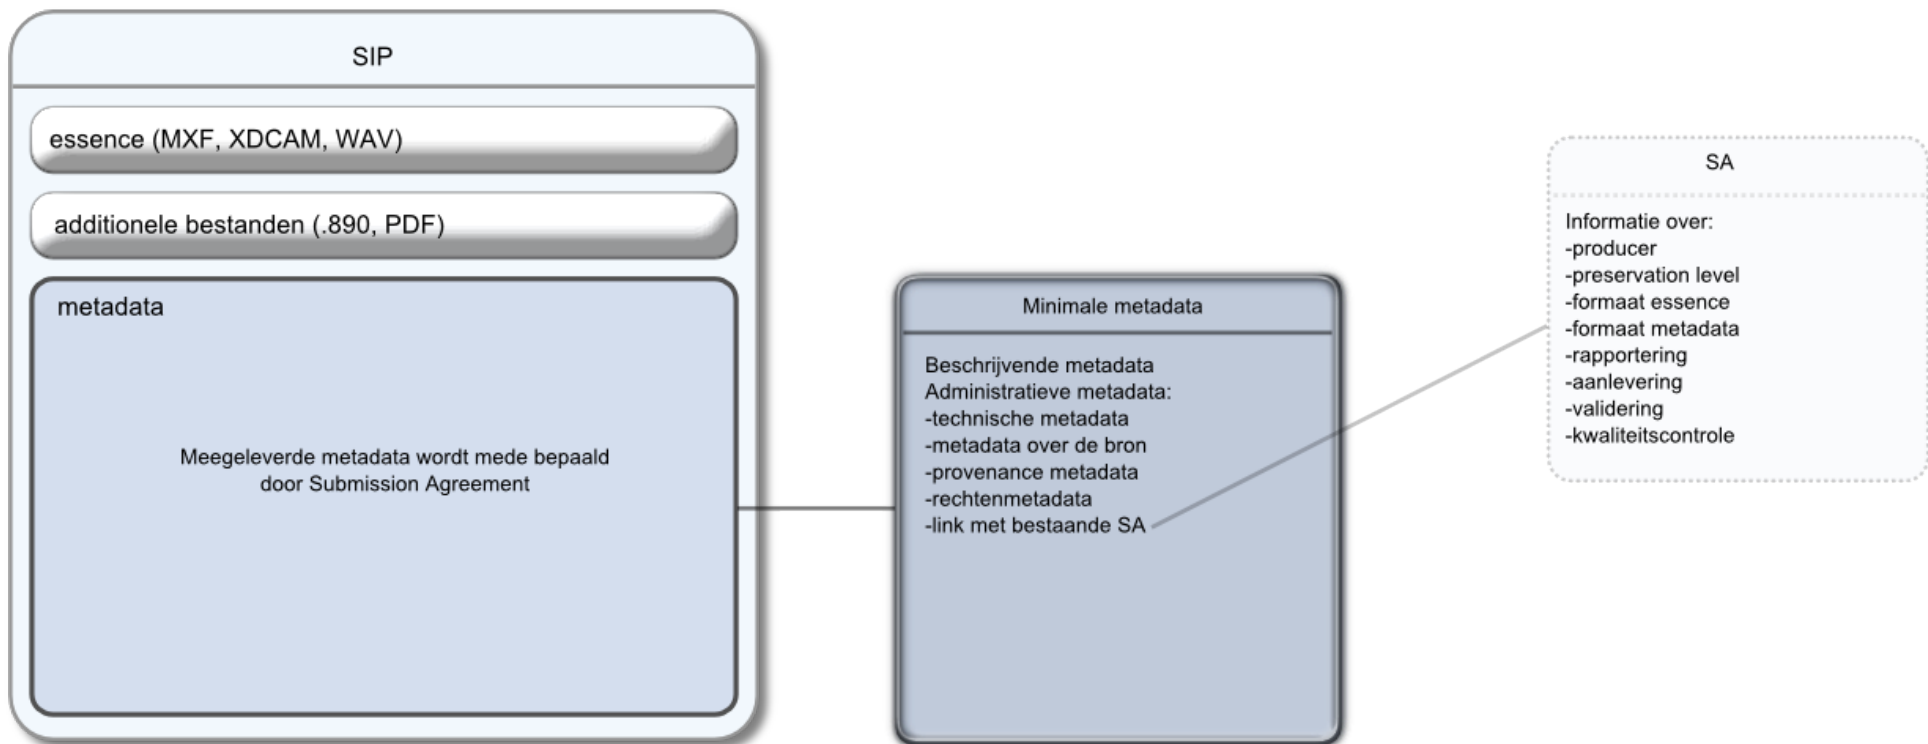 SIP
essence (MXF, XDCAM, WAV)
additionele bestanden (.890, PDF)
metadata
Meegeleverde metadata wordt mede bepaald
door Submission Agreement
Minimale metadata
Beschrijvende metadata
Administratieve metadata:
-technische metadata
-metadata over de bron
-provenance metadata
-rechtenmetadata
-link met bestaande SA
SA
Informatie over:
-producer
-preservation level
-formaat essence
-formaat metadata
-rapportering
-aanlevering
-validering
-kwaliteitscontrole